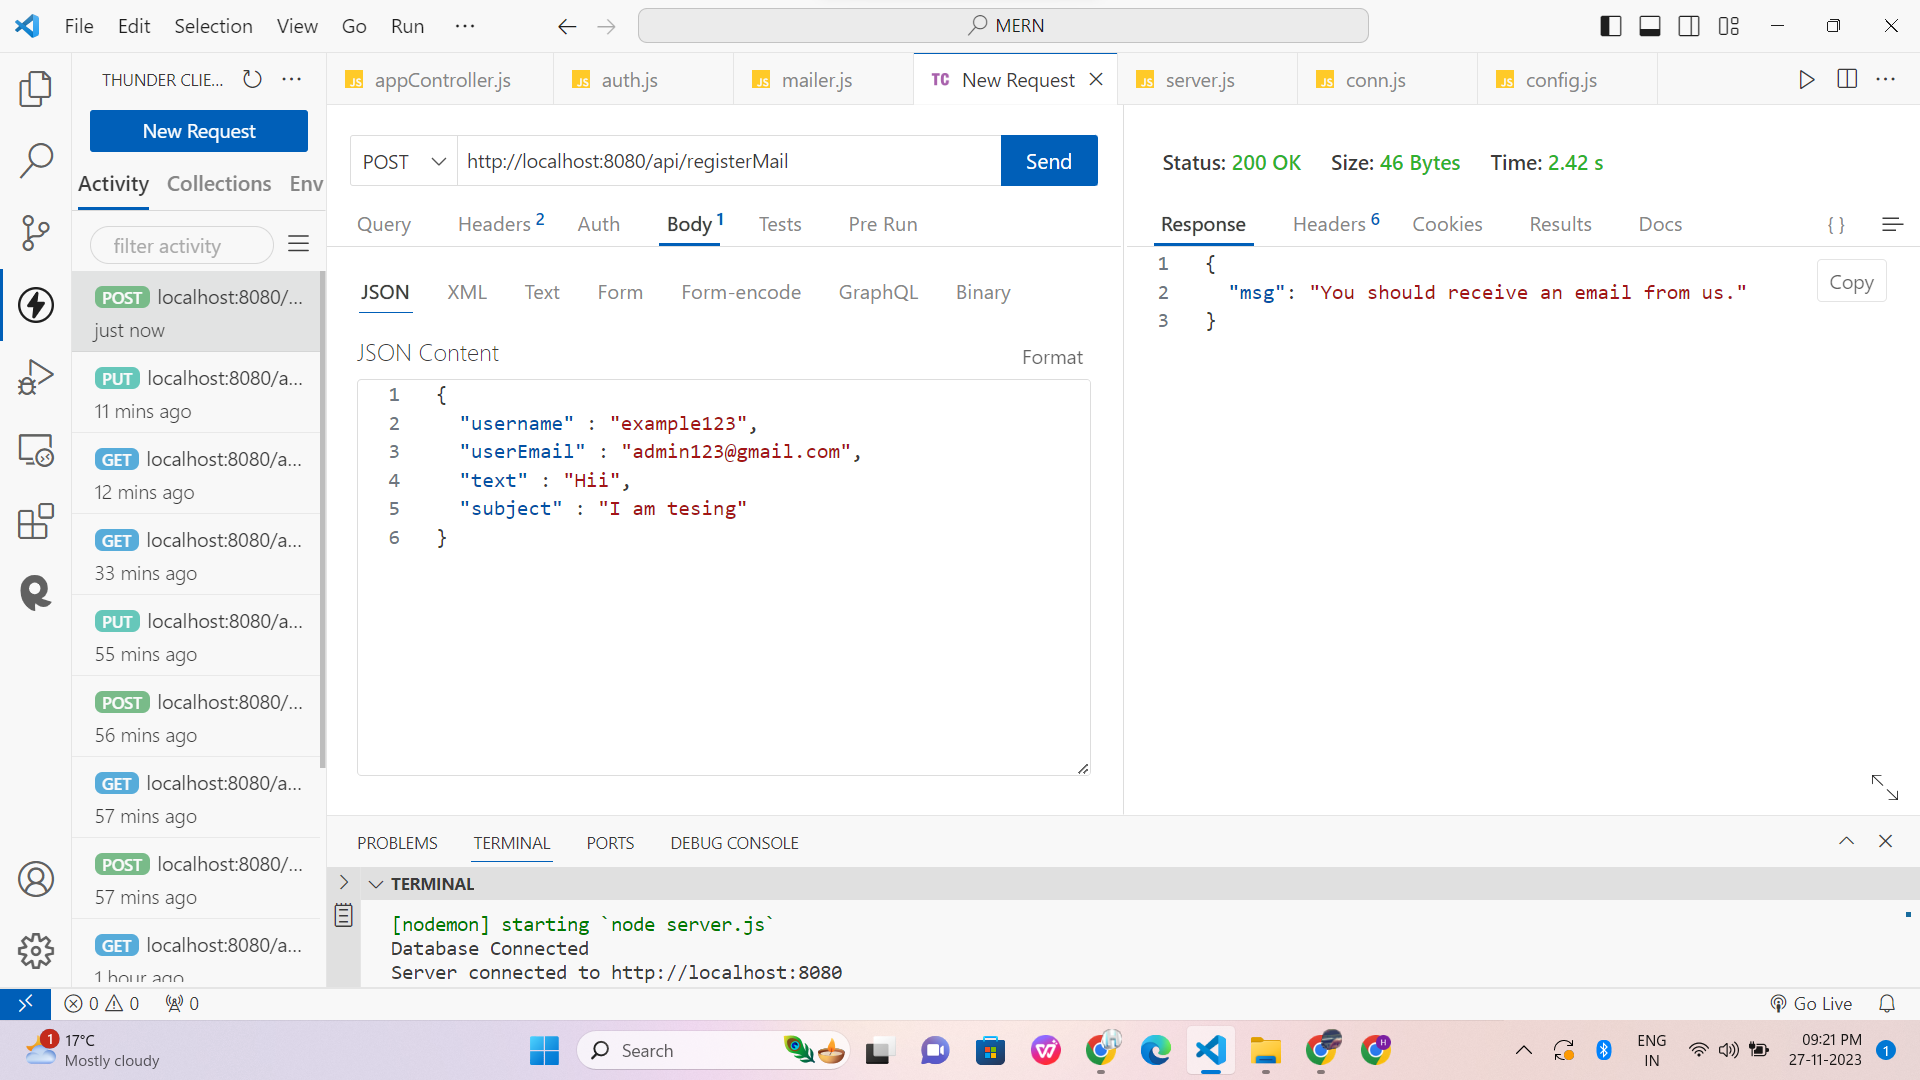 File Edit Selection View Go Run ... MERN
THUNDER CLIE...
New Request
Activity Collections Env
filter activity
POST localhost:8080/...
just now
PUT localhost:8080/a...
11 mins ago
GET localhost:8080/a...
12 mins ago
GET localhost:8080/a...
33 mins ago
PUT localhost:8080/a...
55 mins ago
POST localhost:8080/...
56 mins ago
GET localhost:8080/a...
57 mins ago
POST localhost:8080/...
57 mins ago
GET localhost:8080/a...
1 hour ago
JS appController.js JS auth.js JS mailer.js TC New Request JS server.js JS conn.js JS config.js
POST http://localhost:8080/api/registerMail Send
Query Headers 2 Auth Body 1 Tests Pre Run
JSON XML Text Form Form-encode GraphQL Binary
JSON Content Format
1 {
2 "username" : "example123",
3 "userEmail" : "admin123@gmail.com",
4 "text" : "Hii",
5 "subject" : "I am tesing"
6 }
Status: 200 OK Size: 46 Bytes Time: 2.42 s
Response Headers 6 Cookies Results Docs { }
1 {
2 "msg": "You should receive an email from us."
3 }
Copy
PROBLEMS TERMINAL PORTS DEBUG CONSOLE
TERMINAL
[nodemon] starting `node server.js`
Database Connected
Server connected to http://localhost:8080
0 0 0 Go Live
1 17°C
Mostly cloudy
Search
H
ENG
IN
09:21 PM
27-11-2023
1